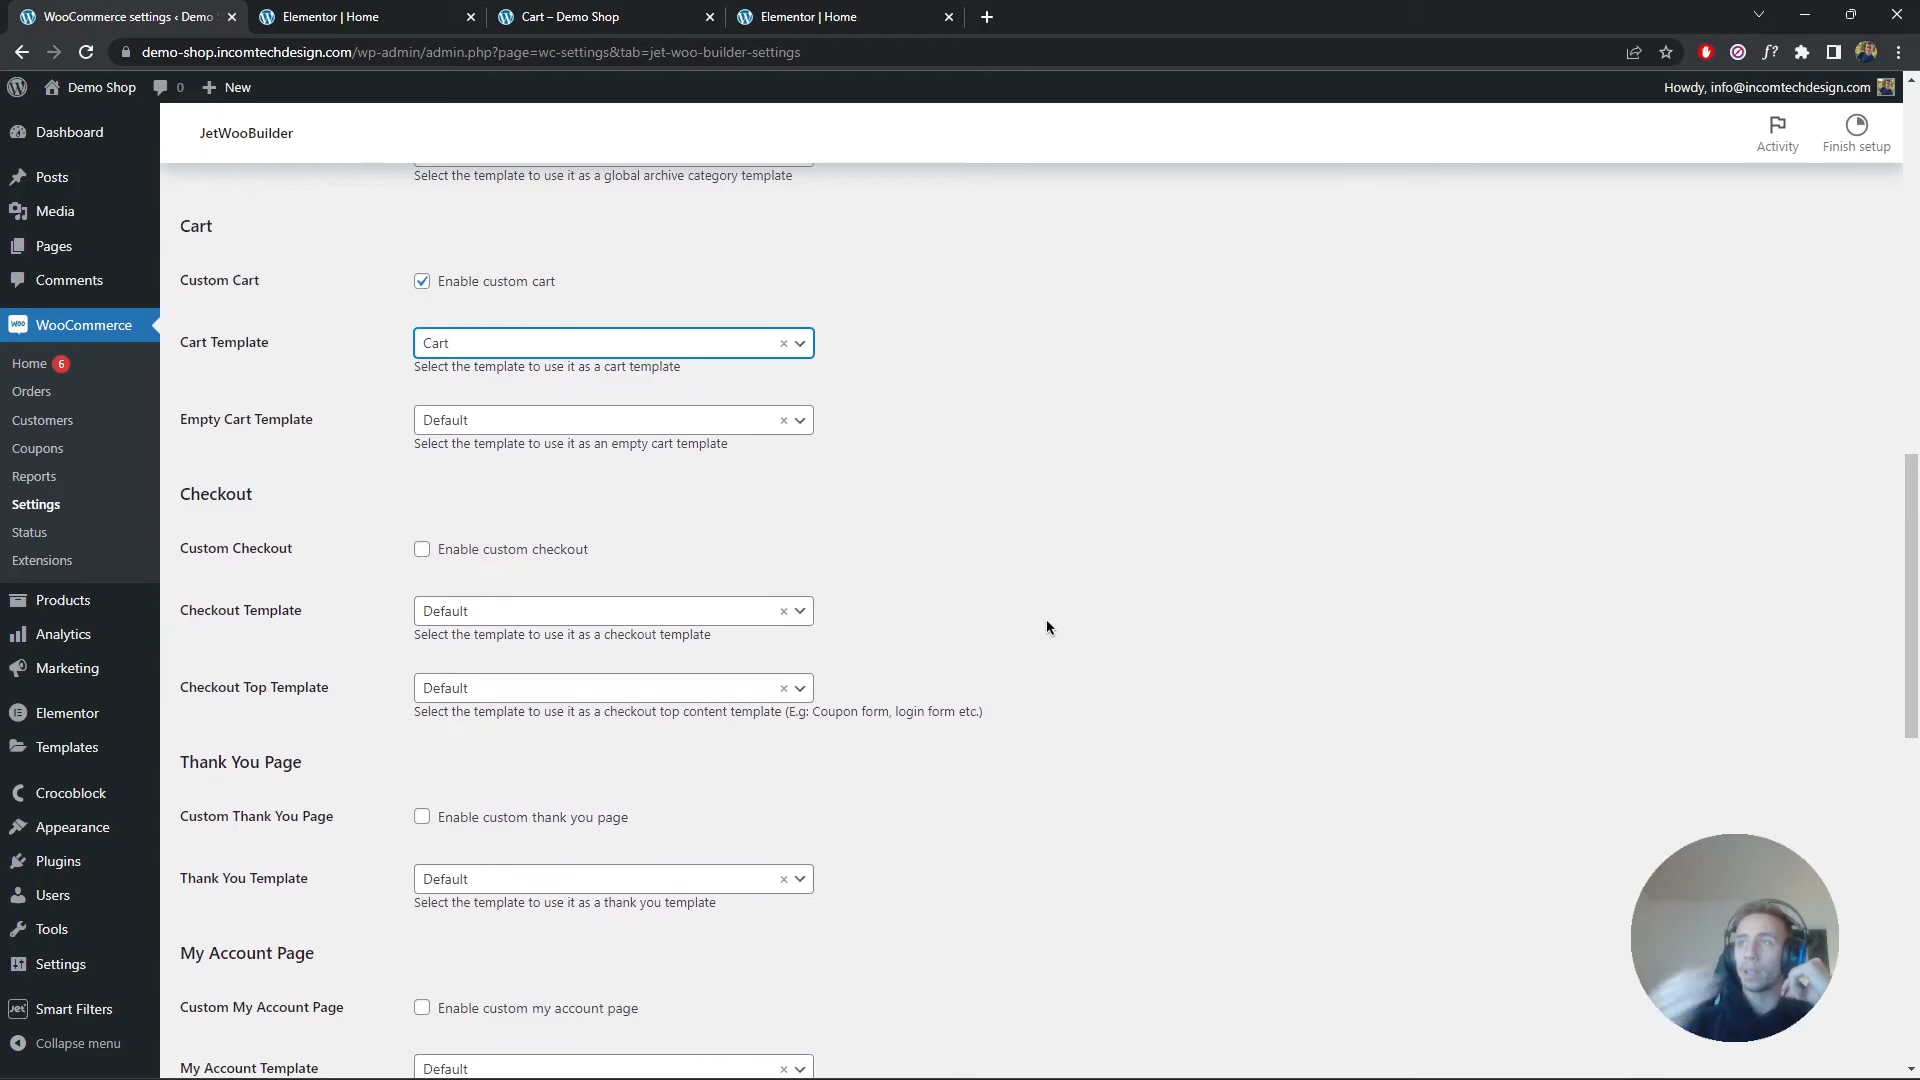 WooCommerce settings ‹ Demo
Elementor | Home
Cart – Demo Shop
Elementor | Home
demo-shop.incomtechdesign.com/wp-admin/admin.php?page=wc-settings&tab=jet-woo-builder-settings
f?
Demo Shop
0
New
Howdy, info@incomtechdesign.com
JetWooBuilder
Activity
Finish setup
Dashboard
Posts
Media
Pages
Comments
woo
WooCommerce
Home 6
Orders
Customers
Coupons
Reports
Settings
Status
Extensions
Products
Analytics
Marketing
Elementor
Templates
Crocoblock
Appearance
Plugins
Users
Tools
Settings
Jet
Smart Filters
Collapse menu
Select the template to use it as a global archive category template
Cart
Custom Cart
Enable custom cart
Cart Template
Cart
Select the template to use it as a cart template
Empty Cart Template
Default
Select the template to use it as an empty cart template
Checkout
Custom Checkout
Enable custom checkout
Checkout Template
Default
Select the template to use it as a checkout template
Checkout Top Template
Default
Select the template to use it as a checkout top content template (E.g: Coupon form, login form etc.)
Thank You Page
Custom Thank You Page
Enable custom thank you page
Thank You Template
Default
Select the template to use it as a thank you template
My Account Page
Custom My Account Page
Enable custom my account page
My Account Template
Default